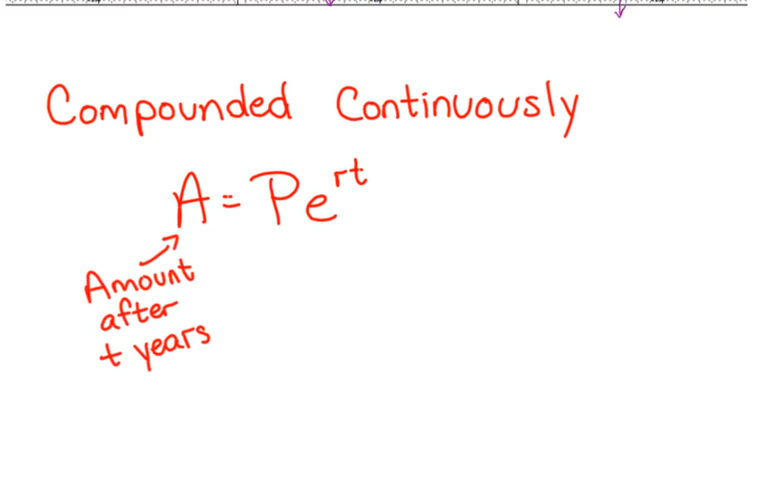 Compounded Continuously
A = Pe^rt
Amount
after
t years